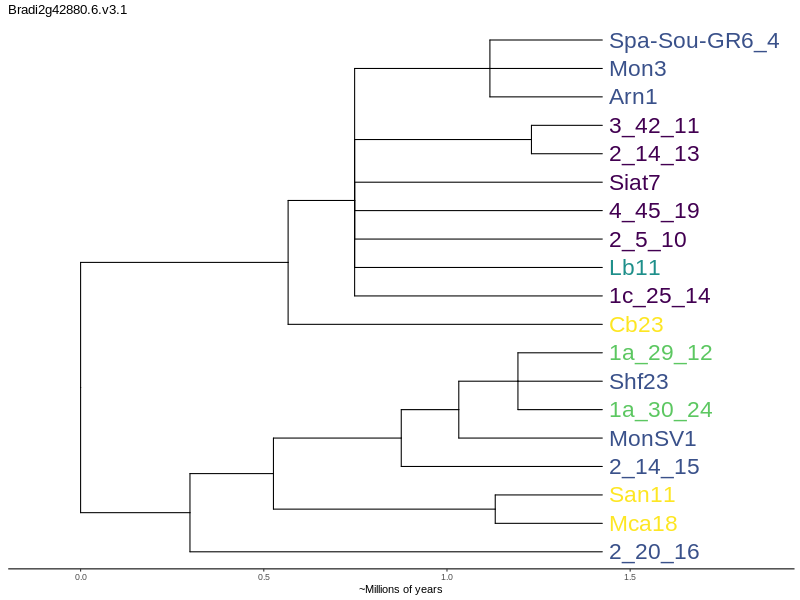 Bradi2g42880.6.v3.1
Spa-Sou-GR6_4
Mon3
Arn1
3_42_11
2_14_13
Siat7
4_45_19
2_5_10
Lb11
1c_25_14
Cb23
1a_29_12
Shf23
1a_30_24
MonSV1
2_14_15
San11
Mca18
2_20_16
0.0 0.5 1.0 1.5
~Millions of years